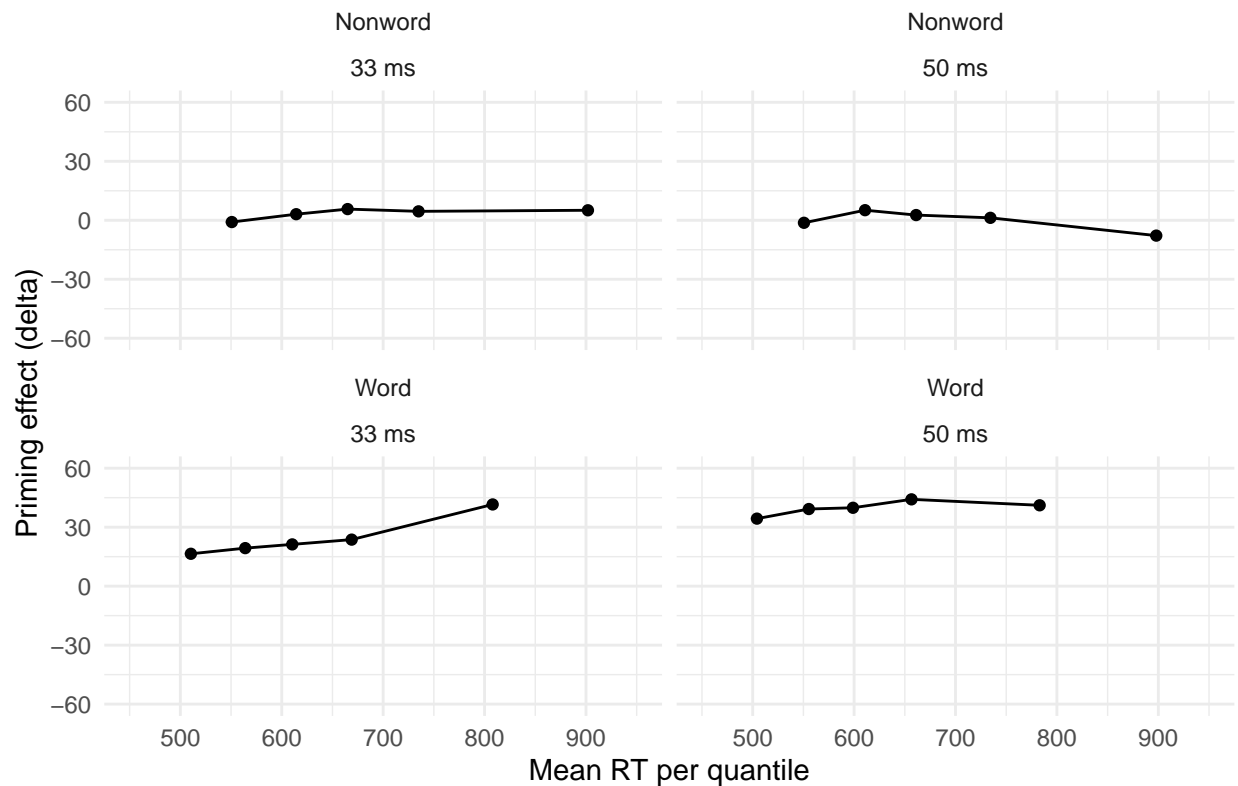 Nonword Nonword
33 ms 50 ms
60
30
0
−30
−60
Word Word
33 ms 50 ms
60
30
0
−30
−60
500 600 700 800 900 500 600 700 800 900
Mean RT per quantile
Priming effect (delta)